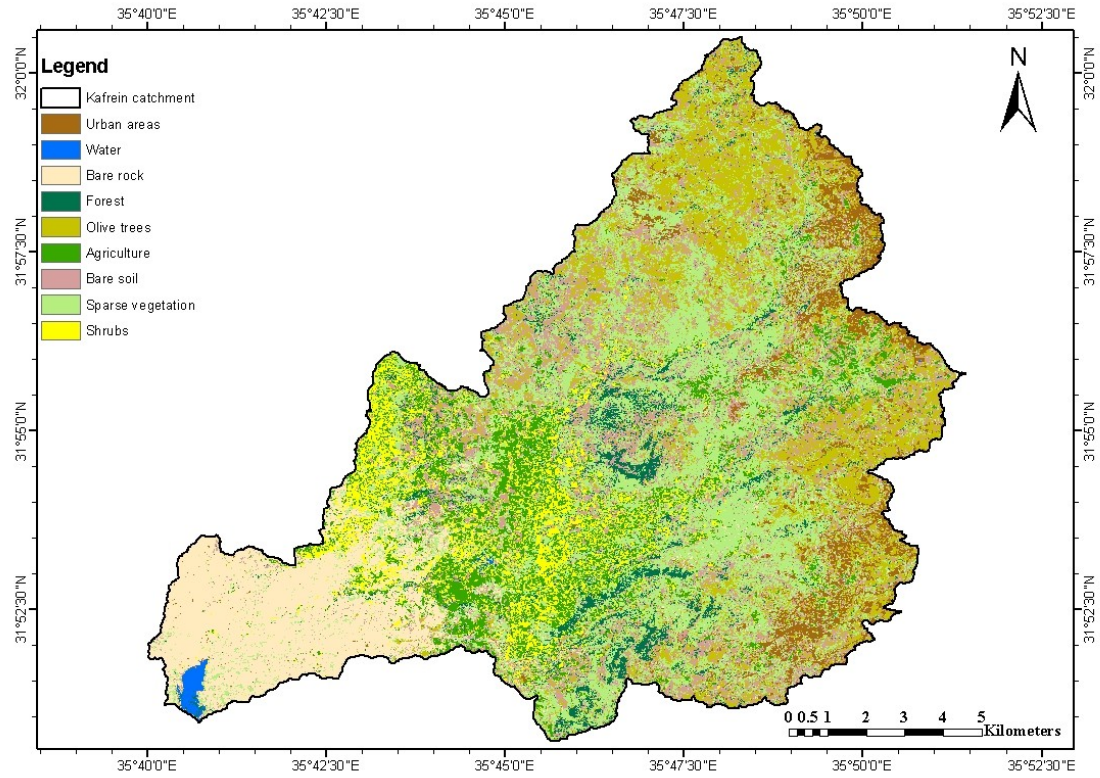 35°40'0"E 35°42'30"E 35°45'0"E 35°47'30"E 35°50'0"E 35°52'30"E
Legend
Kafrein catchment
Urban areas
Water
Bare rock
Forest
Olive trees
Agriculture
Bare soil
Sparse vegetation
Shrubs
N
32°0'0"N
31°57'30"N
31°55'0"N
31°52'30"N
32°0'0"N
31°57'30"N
31°55'0"N
31°52'30"N
0 0.5 1 2 3 4 5
Kilometers
35°40'0"E 35°42'30"E 35°45'0"E 35°47'30"E 35°50'0"E 35°52'30"E